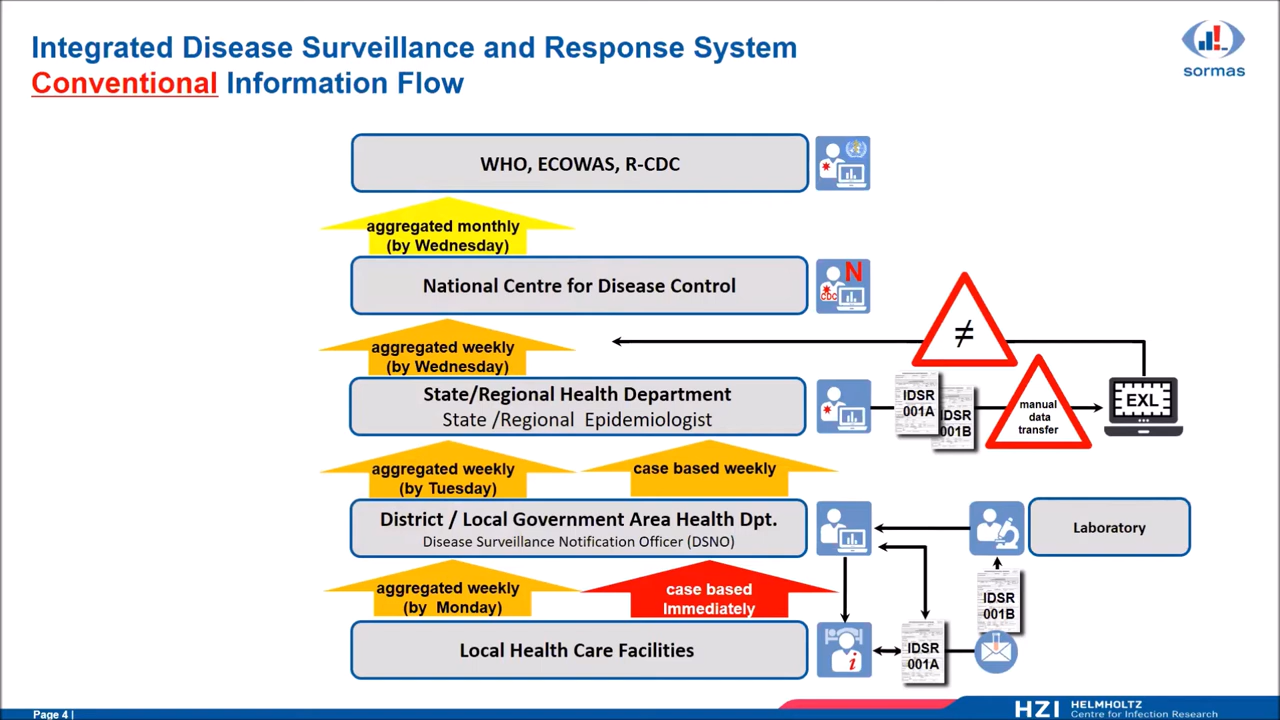 Integrated Disease Surveillance and Response System
Conventional Information Flow
sormas
WHO, ECOWAS, R-CDC
aggregated monthly
(by Wednesday)
National Centre for Disease Control
N
CDC
aggregated weekly
(by Wednesday)
≠
State/Regional Health Department
State /Regional Epidemiologist
IDSR
001A
IDSR
001B
manual
data
transfer
EXL
aggregated weekly
(by Tuesday)
case based weekly
District / Local Government Area Health Dpt.
Disease Surveillance Notification Officer (DSNO)
Laboratory
aggregated weekly
(by Monday)
case based
Immediately
IDSR
001B
Local Health Care Facilities
i
IDSR
001A
Page 4 |
HZI HELMHOLTZ
Centre for Infection Research